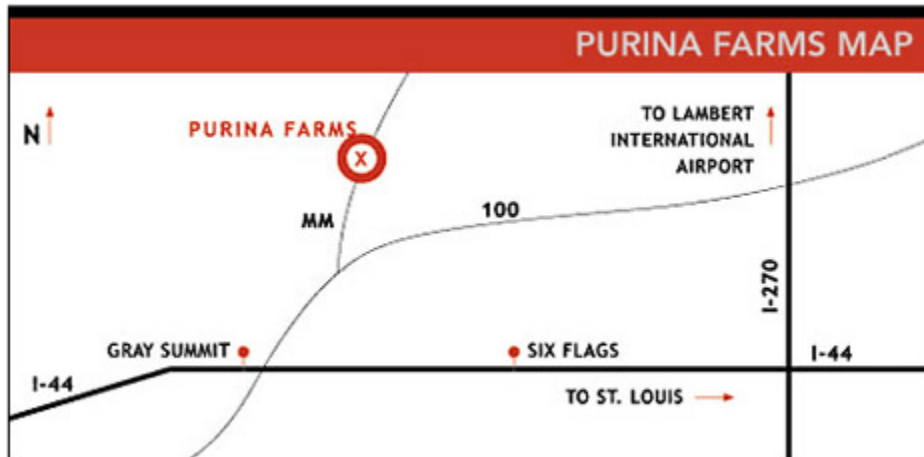 PURINA FARMS MAP
N
PURINA FARMS
X
TO LAMBERT
INTERNATIONAL
AIRPORT
MM
100
I-270
GRAY SUMMIT
SIX FLAGS
I-44
I-44
TO ST. LOUIS